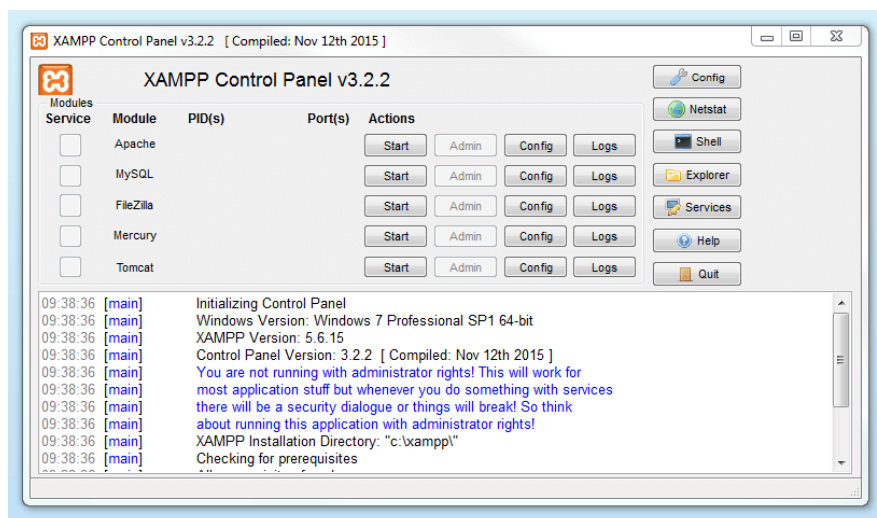 XAMPP Control Panel v3.2.2 [ Compiled: Nov 12th 2015 ]
XAMPP Control Panel v3.2.2
Config
Modules
Service Module PID(s) Port(s) Actions
Netstat
Apache Start Admin Config Logs
Shell
MySQL Start Admin Config Logs
Explorer
FileZilla Start Admin Config Logs
Services
Mercury Start Admin Config Logs
Help
Tomcat Start Admin Config Logs
Quit
09:38:36 [main] Initializing Control Panel
09:38:36 [main] Windows Version: Windows 7 Professional SP1 64-bit
09:38:36 [main] XAMPP Version: 5.6.15
09:38:36 [main] Control Panel Version: 3.2.2 [ Compiled: Nov 12th 2015 ]
09:38:36 [main] You are not running with administrator rights! This will work for
09:38:36 [main] most application stuff but whenever you do something with services
09:38:36 [main] there will be a security dialogue or things will break! So think
09:38:36 [main] about running this application with administrator rights!
09:38:36 [main] XAMPP Installation Directory: "c:\xampp\"
09:38:36 [main] Checking for prerequisites